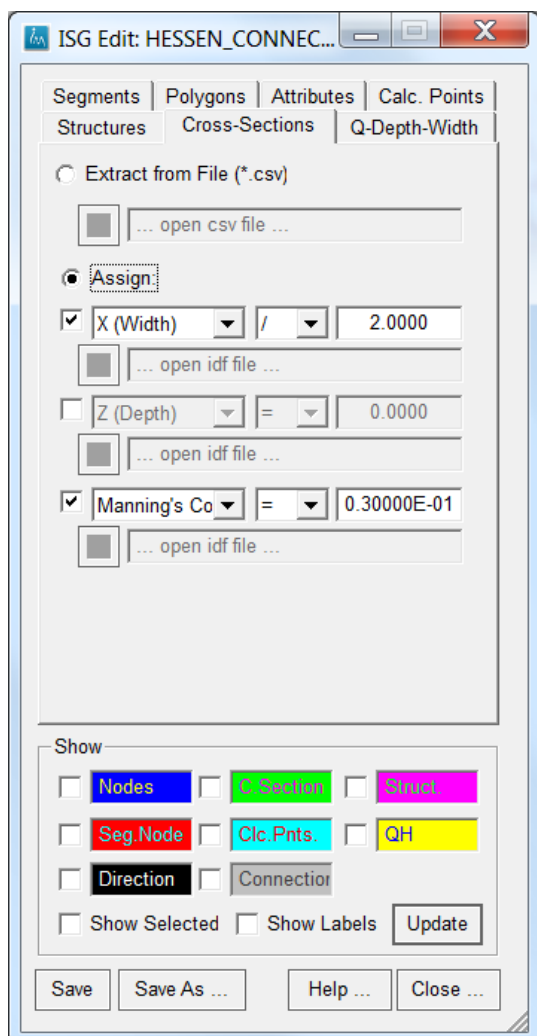 ISG Edit: HESSEN_CONNEC...
Segments Polygons Attributes Calc. Points
Structures Cross-Sections Q-Depth-Width
Extract from File (*.csv)
... open csv file ...
Assign:
X (Width) / 2.0000
... open idf file ...
Z (Depth) = 0.0000
... open idf file ...
Manning's Co = 0.30000E-01
... open idf file ...
Show
Nodes C.Section Struct.
Seg.Node Clc.Pnts. QH
Direction Connection
Show Selected Show Labels Update
Save Save As ... Help ... Close ...